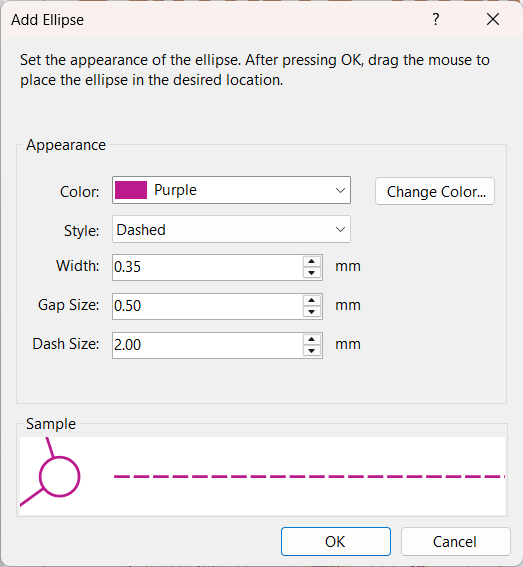 Add Ellipse
?
Set the appearance of the ellipse. After pressing OK, drag the mouse to
place the ellipse in the desired location.
Appearance
Color: Purple Change Color...
Style: Dashed
Width: 0.35 mm
Gap Size: 0.50 mm
Dash Size: 2.00 mm
Sample
OK Cancel